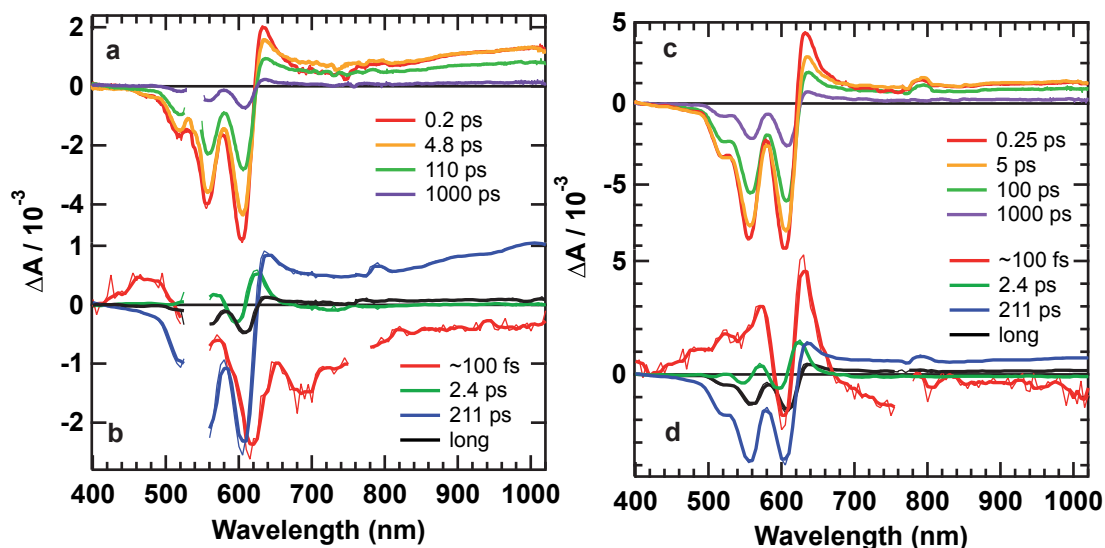 a
2
0
-2
-4
0.2 ps
4.8 ps
110 ps
1000 ps
ΔA / 10⁻³
1
0
-1
-2
~100 fs
2.4 ps
211 ps
long
b
400 500 600 700 800 900 1000
Wavelength (nm)
c
5
0
-5
0.25 ps
5 ps
100 ps
1000 ps
ΔA / 10⁻³
5
0
~100 fs
2.4 ps
211 ps
long
d
400 500 600 700 800 900 1000
Wavelength (nm)